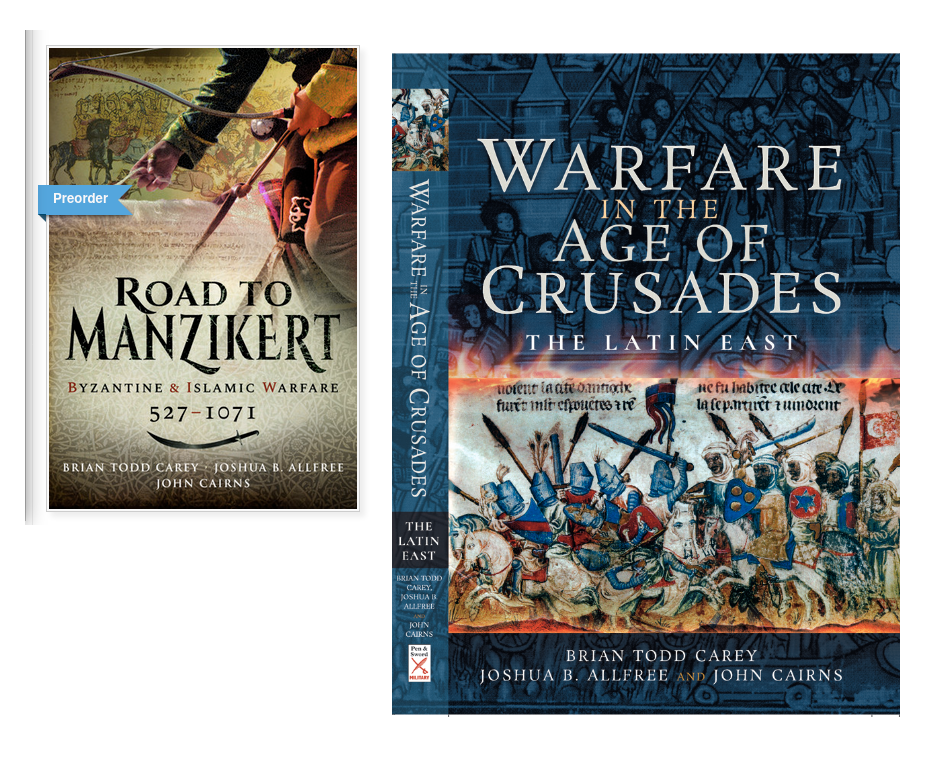 Preorder
ROAD TO
MANZIKERT
BYZANTINE & ISLAMIC WARFARE
527–1071
BRIAN TODD CAREY · JOSHUA B. ALLFREE
JOHN CAIRNS
WARFARE IN THE AGE OF CRUSADES
THE
LATIN
EAST
BRIAN TODD
CAREY,
JOSHUA B.
ALLFREE
AND
JOHN
CAIRNS
Pen &
Sword
MILITARY
WARFARE
IN THE
AGE OF
CRUSADES
THE LATIN EAST
BRIAN TODD CAREY
JOSHUA B. ALLFREE AND JOHN CAIRNS